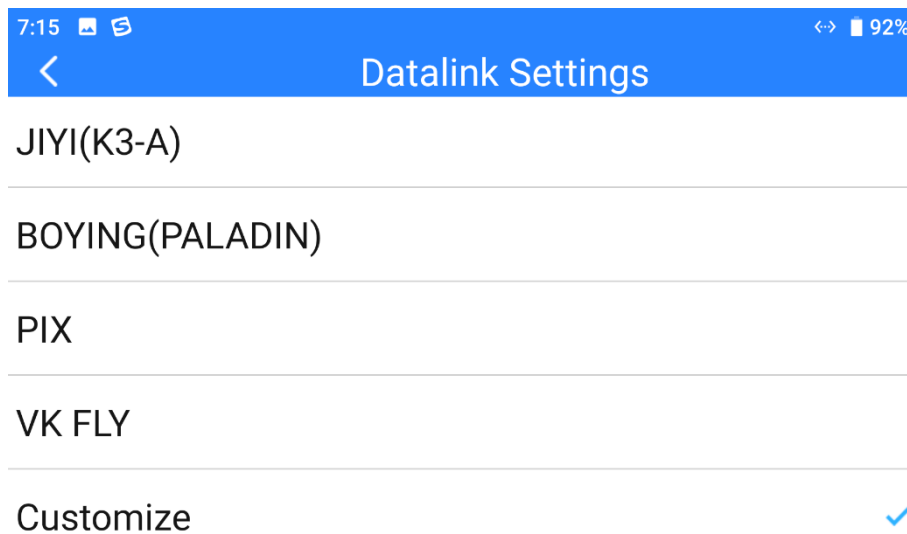 7:15 92%
Datalink Settings
JIYI(K3-A)
BOYING(PALADIN)
PIX
VK FLY
Customize